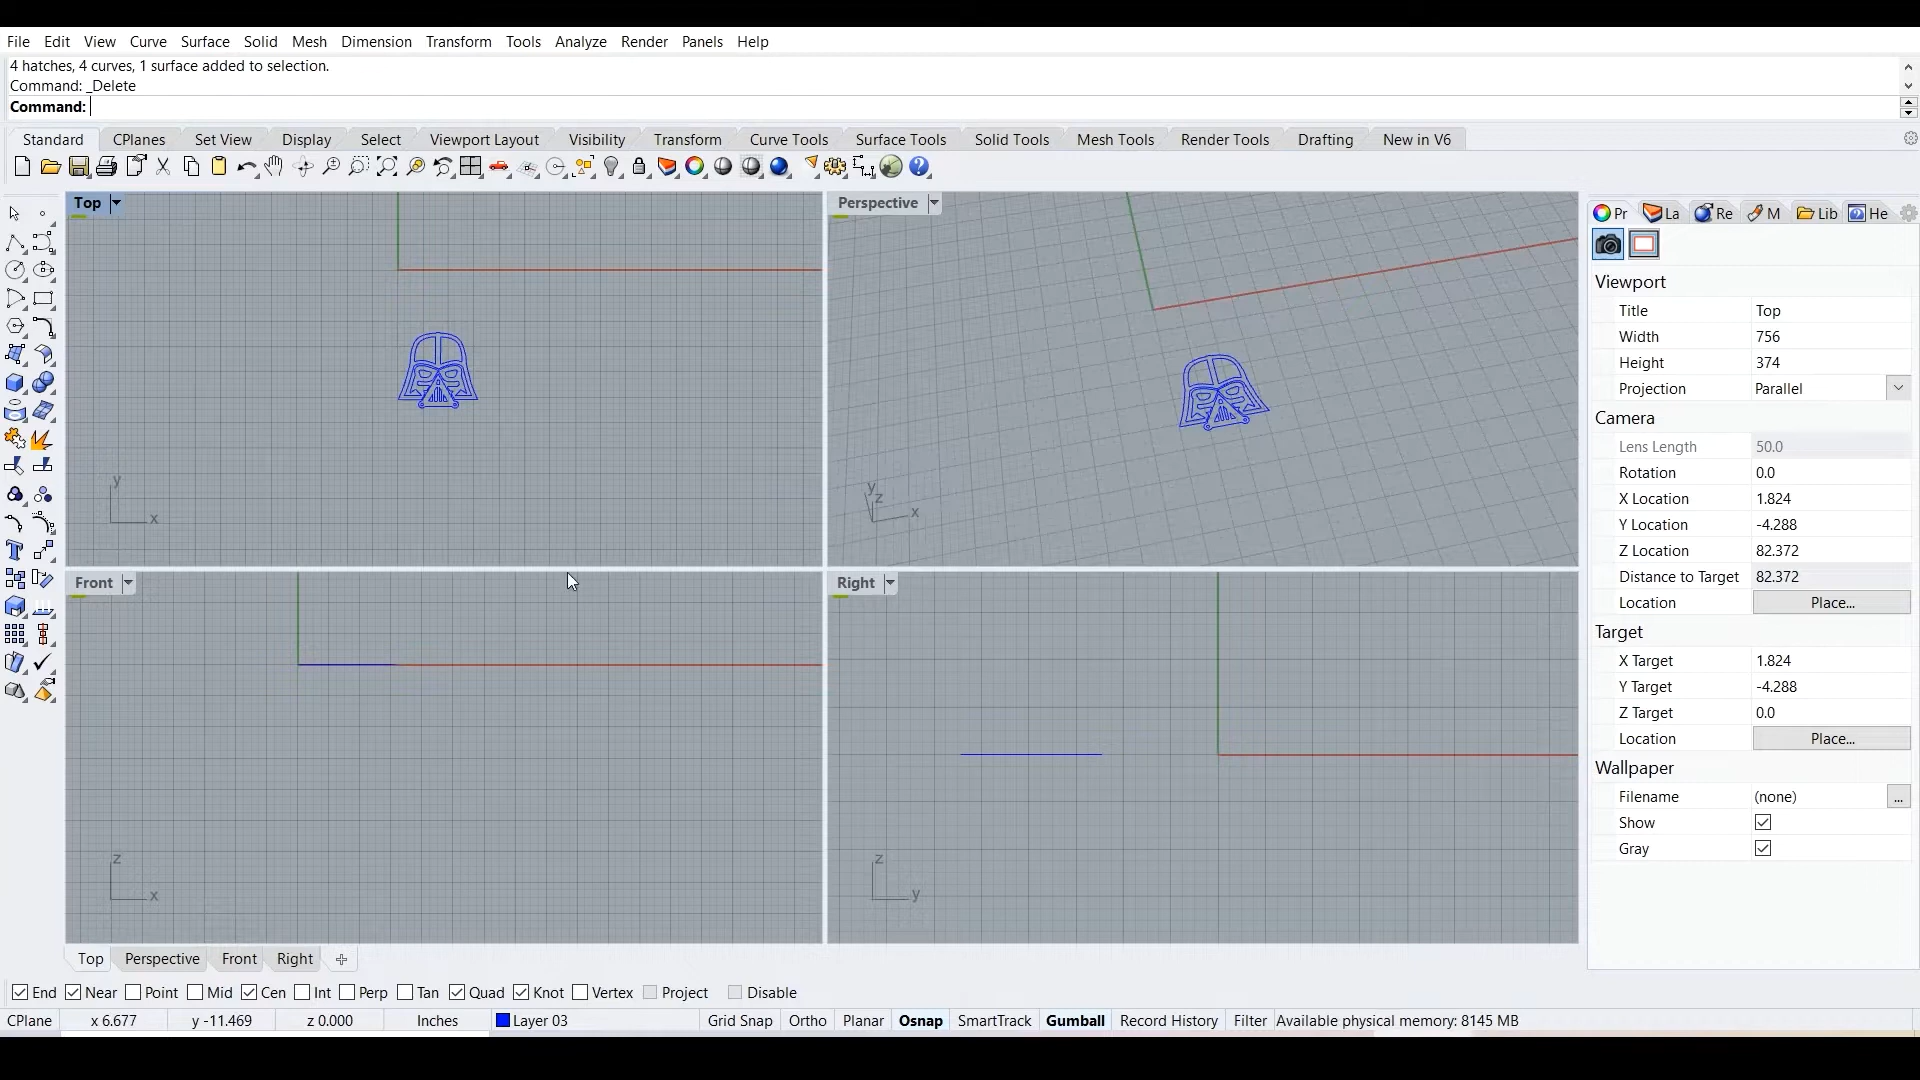 File Edit View Curve Surface Solid Mesh Dimension Transform Tools Analyze Render Panels Help
4 hatches, 4 curves, 1 surface added to selection.
Command: _Delete
Command:
Standard CPlanes Set View Display Select Viewport Layout Visibility Transform Curve Tools Surface Tools Solid Tools Mesh Tools Render Tools Drafting New in V6
Top
Perspective
Pr La Re M Lib He
Viewport
Title Top
Width 756
Height 374
Projection Parallel
Camera
Lens Length 50.0
Rotation 0.0
X Location 1.824
Y Location -4.288
Z Location 82.372
Distance to Target 82.372
Location Place...
Target
X Target 1.824
Y Target -4.288
Z Target 0.0
Location Place...
Wallpaper
Filename (none) ...
Show
Gray
y
x
y
z
x
Front
Right
z
x
z
y
Top Perspective Front Right
End Near Point Mid Cen Int Perp Tan Quad Knot Vertex Project Disable
CPlane x 6.677 y -11.469 z 0.000 Inches Layer 03 Grid Snap Ortho Planar Osnap SmartTrack Gumball Record History Filter Available physical memory: 8145 MB